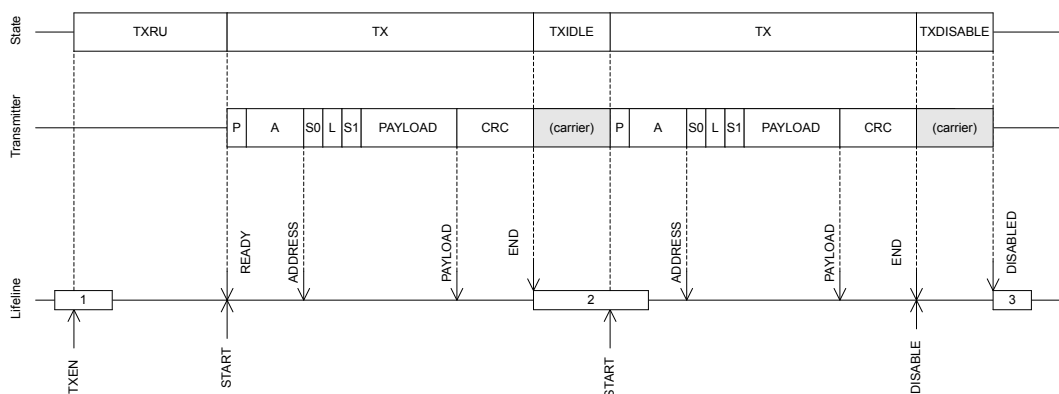 State
TXRU
TX
TXIDLE
TX
TXDISABLE
Transmitter
P
A
S0
L
S1
PAYLOAD
CRC
(carrier)
P
A
S0
L
S1
PAYLOAD
CRC
(carrier)
READY
ADDRESS
PAYLOAD
END
ADDRESS
PAYLOAD
END
DISABLED
Lifeline
1
2
3
TXEN
START
START
DISABLE